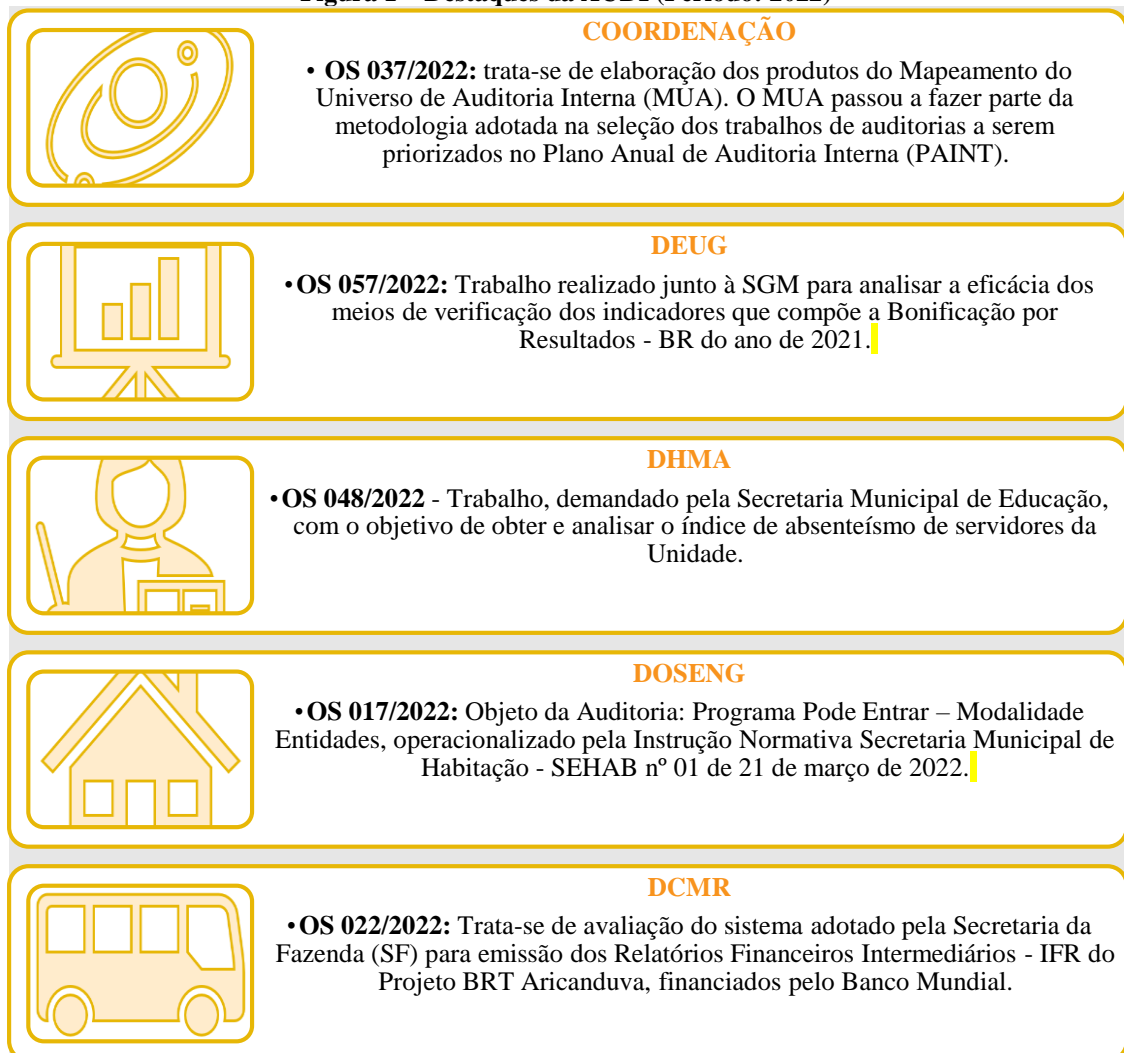 Figura 1 – Destaques da AUDI (Período: 2022)
COORDENAÇÃO
• OS 037/2022: trata-se de elaboração dos produtos do Mapeamento do
Universo de Auditoria Interna (MUA). O MUA passou a fazer parte da
metodologia adotada na seleção dos trabalhos de auditorias a serem
priorizados no Plano Anual de Auditoria Interna (PAINT).
DEUG
•OS 057/2022: Trabalho realizado junto à SGM para analisar a eficácia dos
meios de verificação dos indicadores que compõe a Bonificação por
Resultados - BR do ano de 2021.
DHMA
•OS 048/2022 - Trabalho, demandado pela Secretaria Municipal de Educação,
com o objetivo de obter e analisar o índice de absenteísmo de servidores da
Unidade.
DOSENG
•OS 017/2022: Objeto da Auditoria: Programa Pode Entrar – Modalidade
Entidades, operacionalizado pela Instrução Normativa Secretaria Municipal de
Habitação - SEHAB nº 01 de 21 de março de 2022.
DCMR
•OS 022/2022: Trata-se de avaliação do sistema adotado pela Secretaria da
Fazenda (SF) para emissão dos Relatórios Financeiros Intermediários - IFR do
Projeto BRT Aricanduva, financiados pelo Banco Mundial.